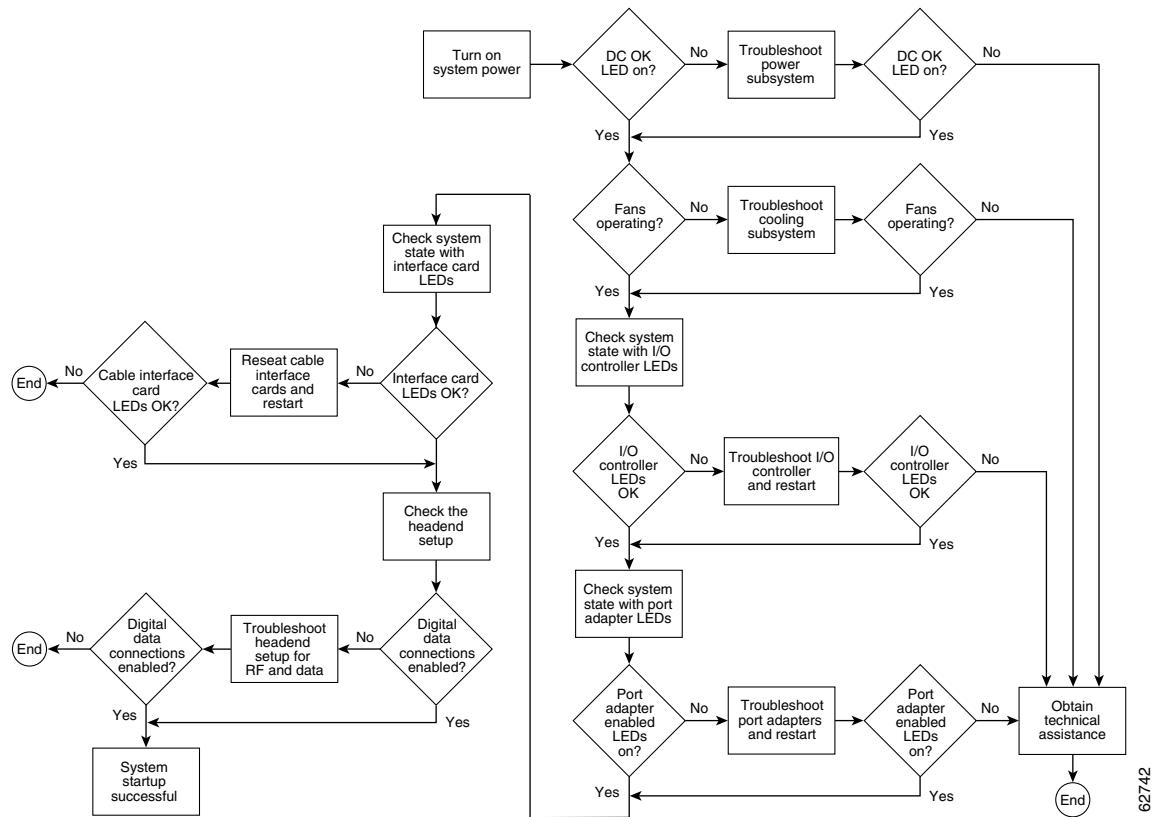 Turn on
system power
DC OK
LED on?
No
Troubleshoot
power
subsystem
DC OK
LED on?
No
Yes
Yes
Fans
operating?
No
Troubleshoot
cooling
subsystem
Fans
operating?
No
Yes
Yes
Check system
state with I/O
controller LEDs
I/O
controller
LEDs
OK
No
Troubleshoot I/O
controller
and restart
I/O
controller
LEDs
OK
No
Yes
Yes
Check system
state with port
adapter LEDs
Port
adapter
enabled
LEDs
on?
No
Troubleshoot
port adapters
and restart
Port
adapter
enabled
LEDs
on?
No
Obtain
technical
assistance
End
Yes
Yes
Check system
state with
interface card
LEDs
Interface card
LEDs OK?
No
Reseat cable
interface
cards and
restart
Cable interface
card
LEDs OK?
No
End
Yes
Check the
headend
setup
Digital
data
connections
enabled?
No
Troubleshoot
headend
setup for
RF and data
Digital
data
connections
enabled?
No
End
Yes
Yes
System
startup
successful
62742